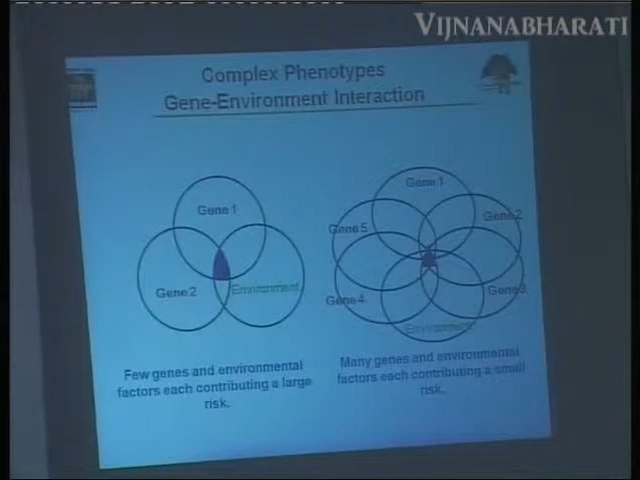 VIJNANABHARATI
Complex Phenotypes
Gene-Environment Interaction
Gene 1
Gene 2
Environment
Few genes and environmental
factors each contributing a large
risk.
Gene 1
Gene 2
Gene 5
Gene 4
Gene 3
Environment
Many genes and environmental
factors each contributing a small
risk.